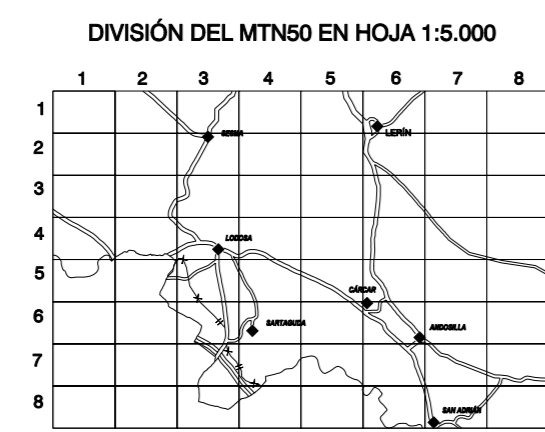 DIVISIÓN DEL MTN50 EN HOJA 1:5.000
1 2 3 4 5 6 7 8
1
LERÍN
SESMA
2
3
4
LODOSA
5
CÁRCAR
6
SARTAGUDA
ANDOSILLA
7
8
SAN ADRIÁN